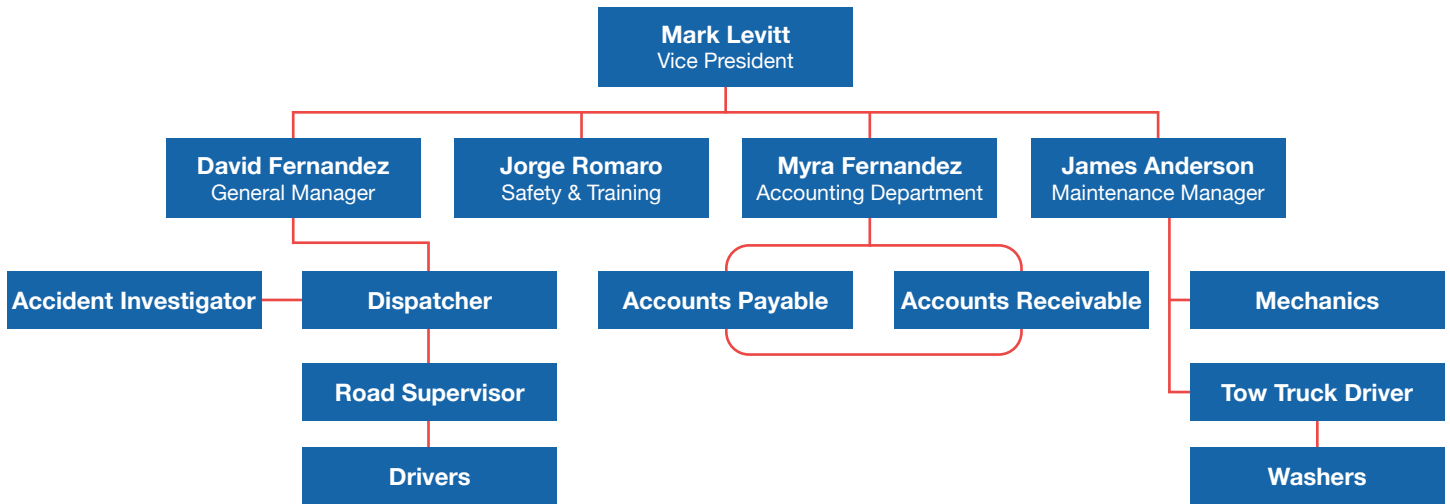 Mark Levitt
Vice President
David Fernandez
General Manager
Jorge Romaro
Safety & Training
Myra Fernandez
Accounting Department
James Anderson
Maintenance Manager
Accident Investigator
Dispatcher
Accounts Payable
Accounts Receivable
Mechanics
Road Supervisor
Tow Truck Driver
Drivers
Washers